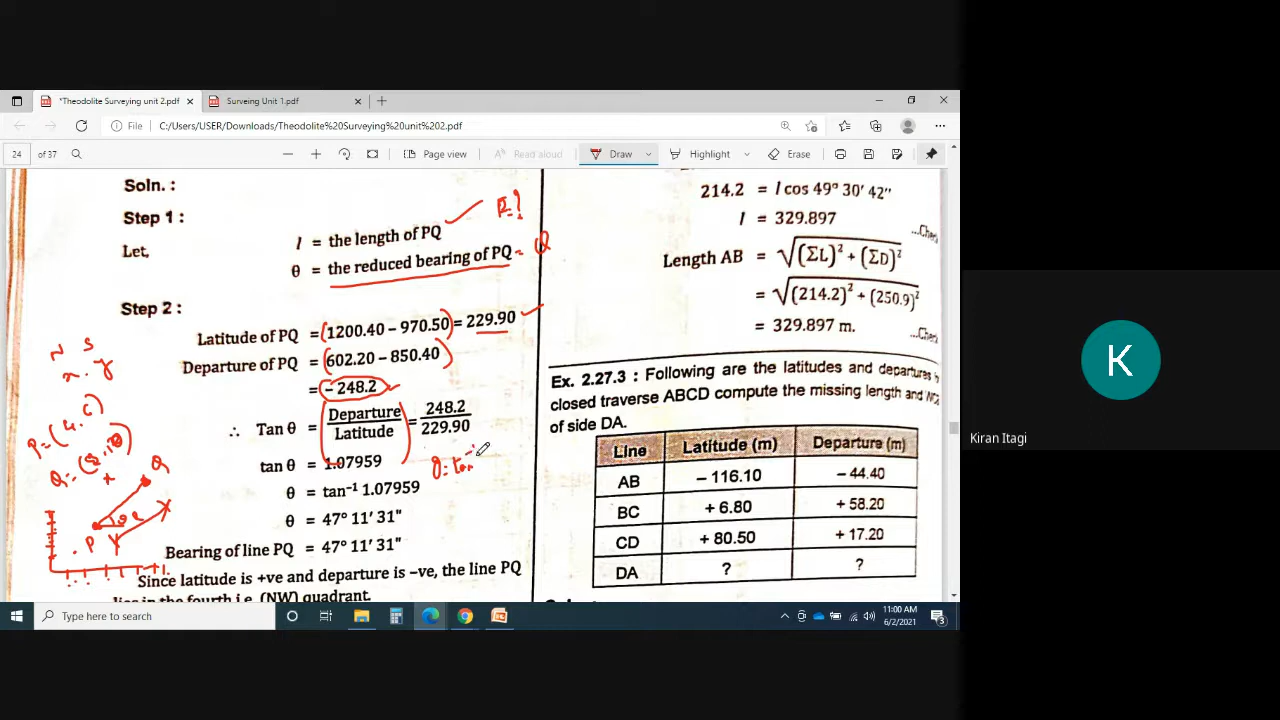 *Theodolite Surveying unit 2.pdf
Surveing Unit 1.pdf
File
C:/Users/USER/Downloads/Theodolite%20Surveying%20unit%202.pdf
24 of 37
Page view
Read aloud
Draw
Highlight
Erase
Soln. :
Step 1 :
Let, l = the length of PQ
θ = the reduced bearing of PQ = θ
Step 2 :
Latitude of PQ = (1200.40 – 970.50) = 229.90
Departure of PQ = (602.20 – 850.40)
= – 248.2
∴ Tan θ = Departure / Latitude = 248.2 / 229.90
tan θ = 1.07959
θ = tan⁻¹ 1.07959
θ = 47° 11′ 31″
Bearing of line PQ = 47° 11′ 31″
Since latitude is +ve and departure is –ve, the line PQ
lies in the fourth i.e. (NW) quadrant.
N S
x, y
P
θ = tan⁻
214.2 = l cos 49° 30′ 42″
l = 329.897
Length AB = √(ΣL)² + (ΣD)²
= √(214.2)² + (250.9)²
= 329.897 m.
Ex. 2.27.3 : Following are the latitudes and departures
closed traverse ABCD compute the missing length and
of side DA.
Line Latitude (m) Departure (m)
AB – 116.10 – 44.40
BC + 6.80 + 58.20
CD + 80.50 + 17.20
DA ? ?
K
Kiran Itagi
Type here to search
11:00 AM
6/2/2021
3